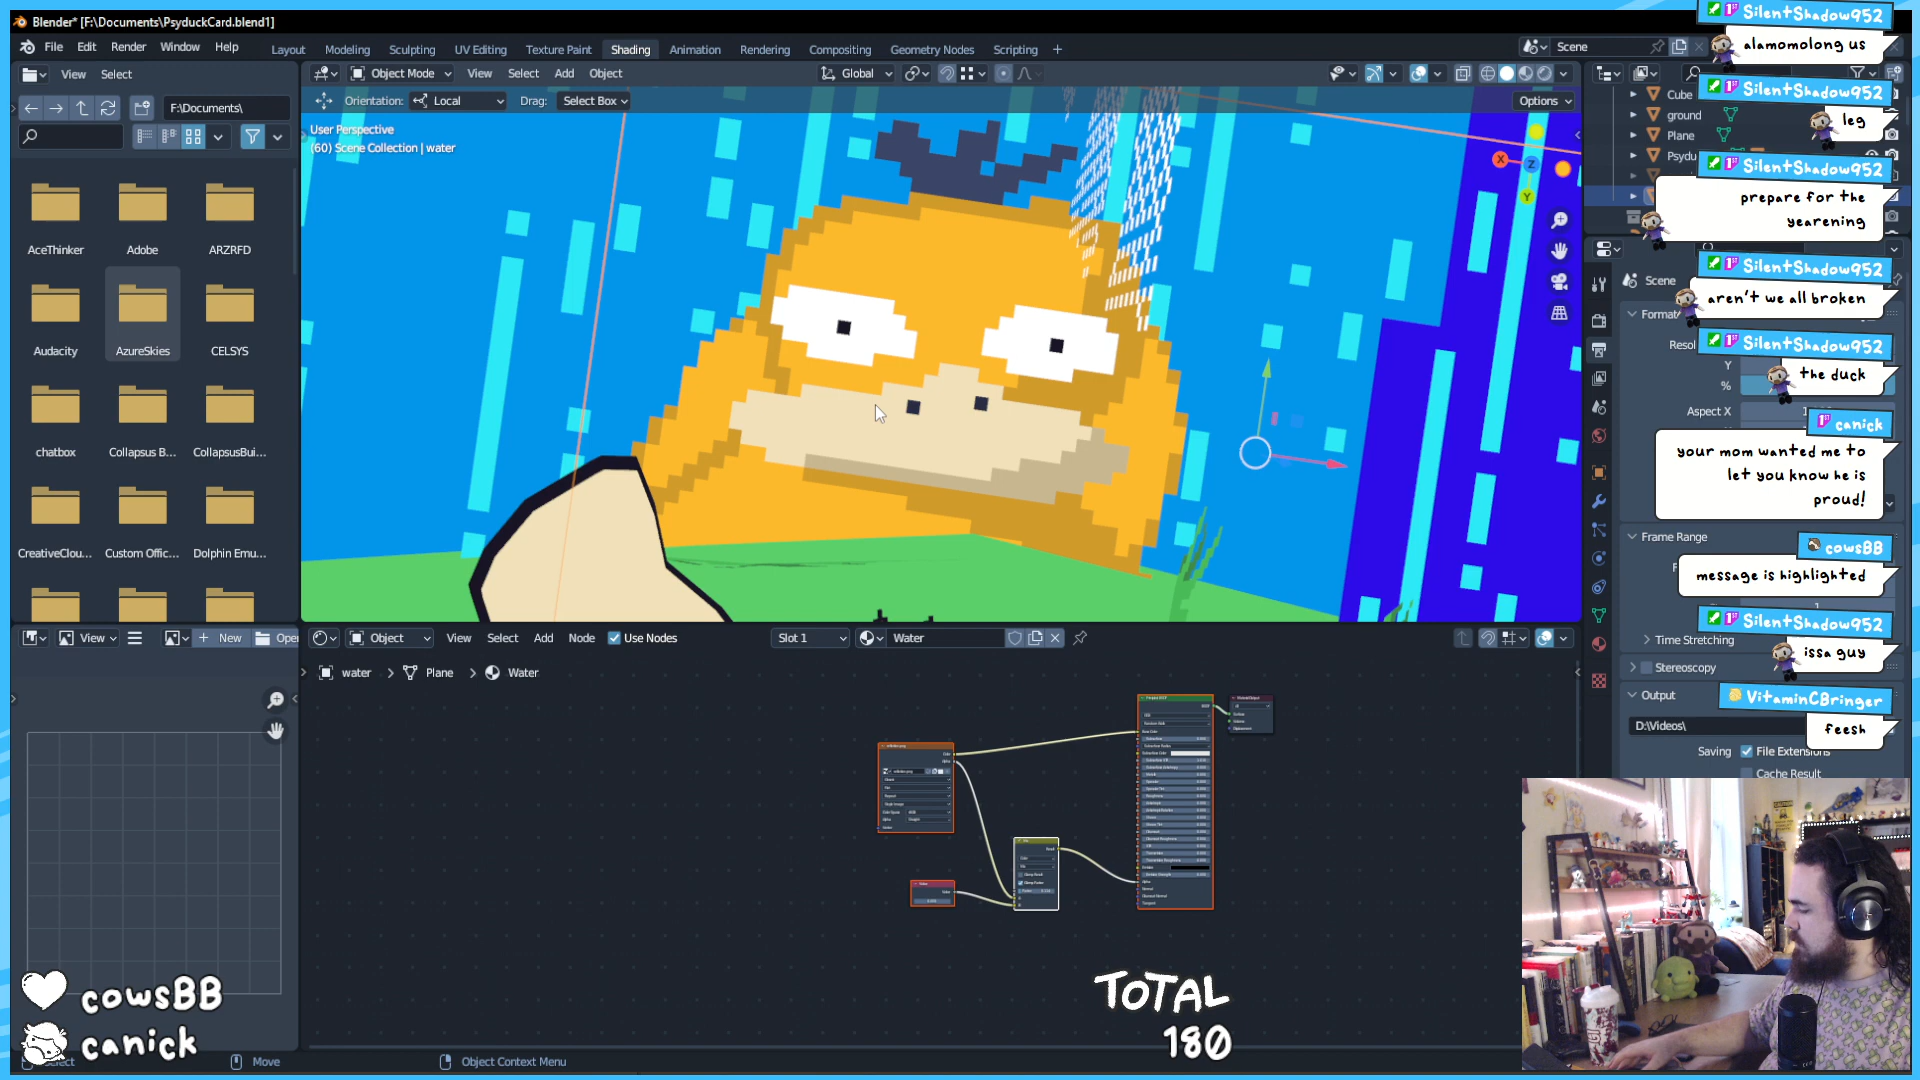 Blender* [F:\Documents\PsyduckCard.blend1]
File Edit Render Window Help
Layout Modeling Sculpting UV Editing Texture Paint Shading Animation Rendering Compositing Geometry Nodes Scripting +
Scene
View Select
Object Mode View Select Add Object
Global
Orientation: Local Drag: Select Box
Options
F:\Documents\
User Perspective
(60) Scene Collection | water
X
Z
Y
AceThinker Adobe ARZRFD
Audacity AzureSkies CELSYS
chatbox Collapsus B... CollapsusBui...
CreativeClou... Custom Offic... Dolphin Emu...
Cube
ground
Plane
Psydu
Scene
Format
Resol
Y
%
Aspect X
Frame Range
Time Stretching
Stereoscopy
Output
D:\Videos\
Saving File Extensions
Cache Result
SilentShadow952
alamomolong us
SilentShadow952
leg
SilentShadow952
prepare for the
yearening
SilentShadow952
aren't we all broken
SilentShadow952
the duck
canick
your mom wanted me to
let you know he is
proud!
cowsBB
message is highlighted
SilentShadow952
issa guy
VitaminCBringer
feesh
View New Open
Object View Select Add Node Use Nodes Slot 1 Water
water > Plane > Water
cowsBB
canick
TOTAL
180
Select Move Object Context Menu